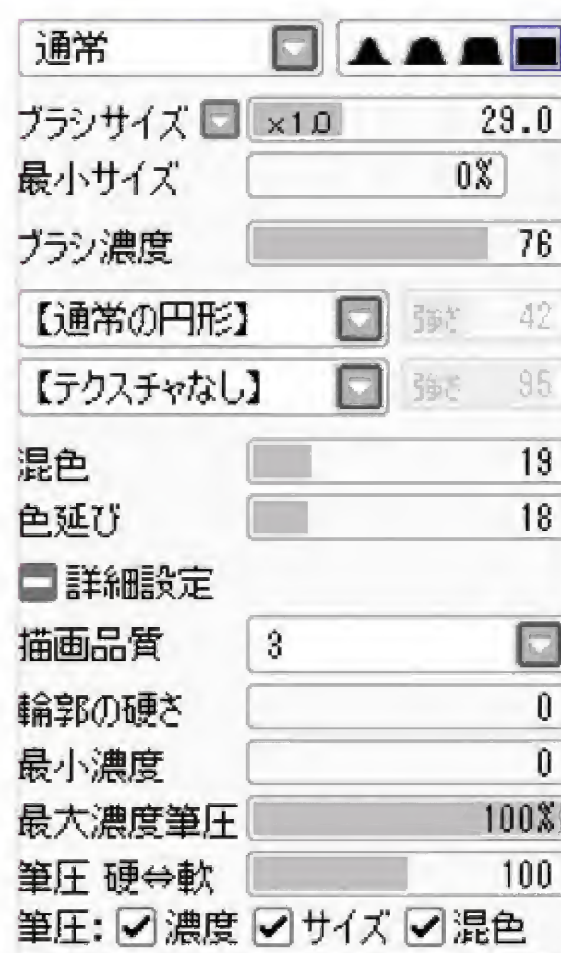 通常
ブラシサイズ ×1.0 29.0
最小サイズ 0%
ブラシ濃度 76
【通常の円形】 強さ 42
【テクスチャなし】 強さ 95
混色 19
色延び 18
詳細設定
描画品質 3
輪郭の硬さ 0
最小濃度 0
最大濃度筆圧 100%
筆圧 硬⇔軟 100
筆圧: 濃度 サイズ 混色